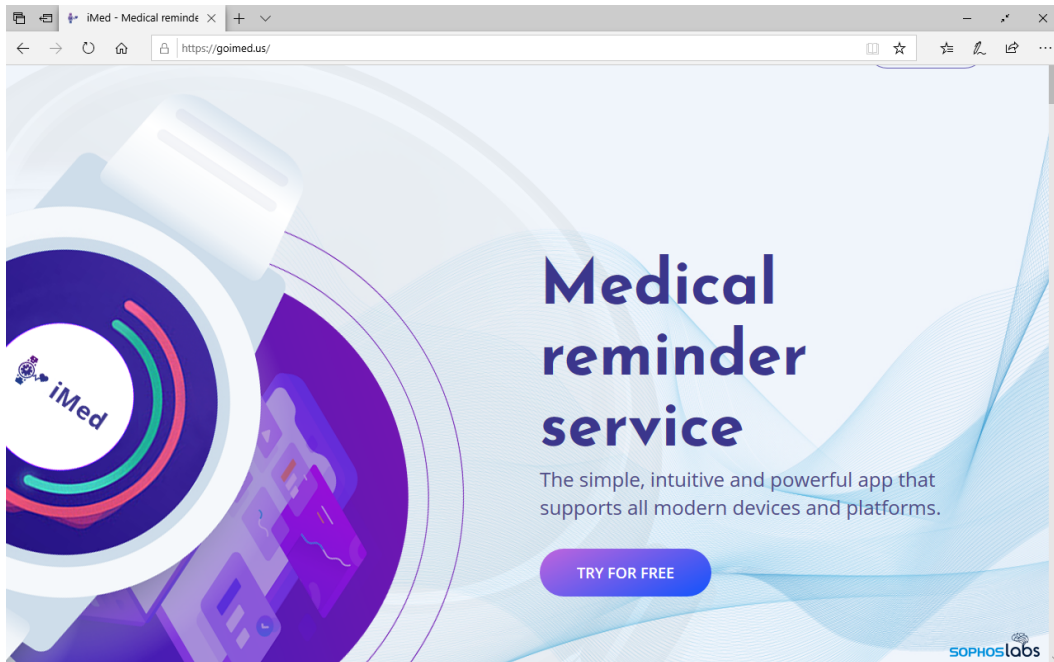 iMed - Medical reminde
https://goimed.us/
iMed
Medical
reminder
service
The simple, intuitive and powerful app that
supports all modern devices and platforms.
TRY FOR FREE
SOPHOSlabs